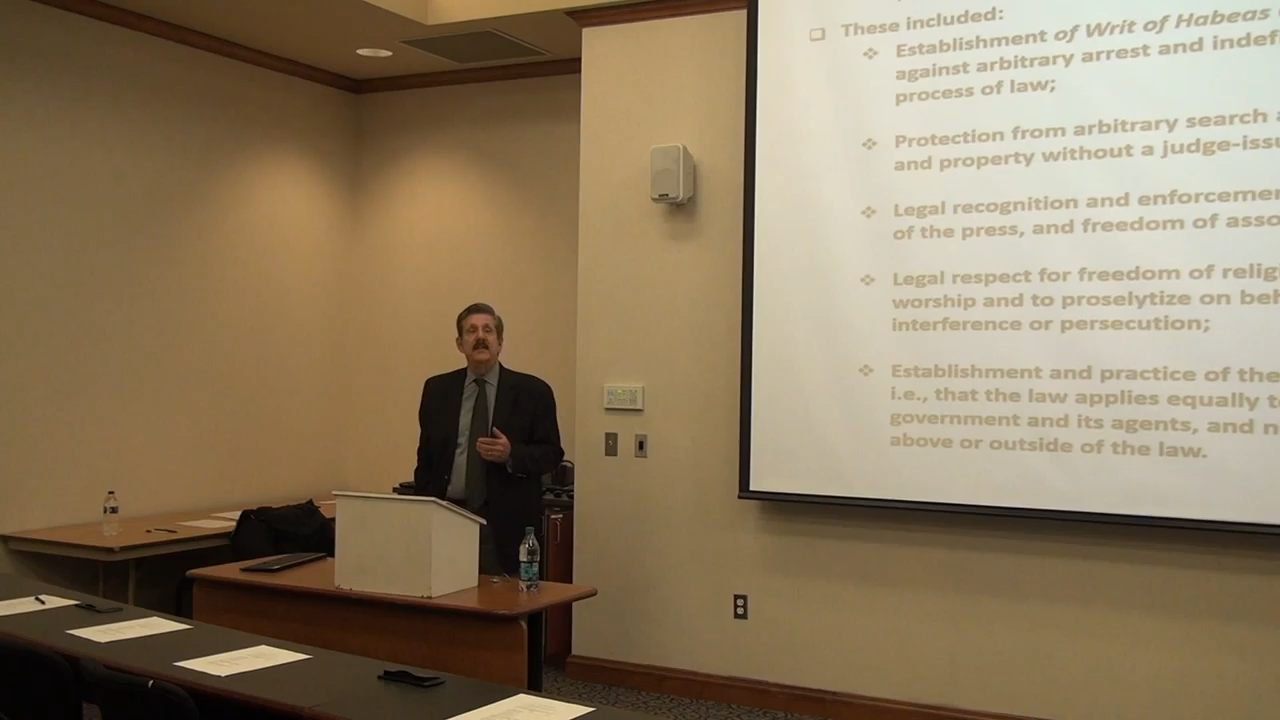 These included:
Establishment of Writ of Habeas
against arbitrary arrest and indef
process of law;
Protection from arbitrary search
and property without a judge-issu
Legal recognition and enforcemen
of the press, and freedom of asso
Legal respect for freedom of relig
worship and to proselytize on beh
interference or persecution;
Establishment and practice of the
i.e., that the law applies equally t
government and its agents, and n
above or outside of the law.